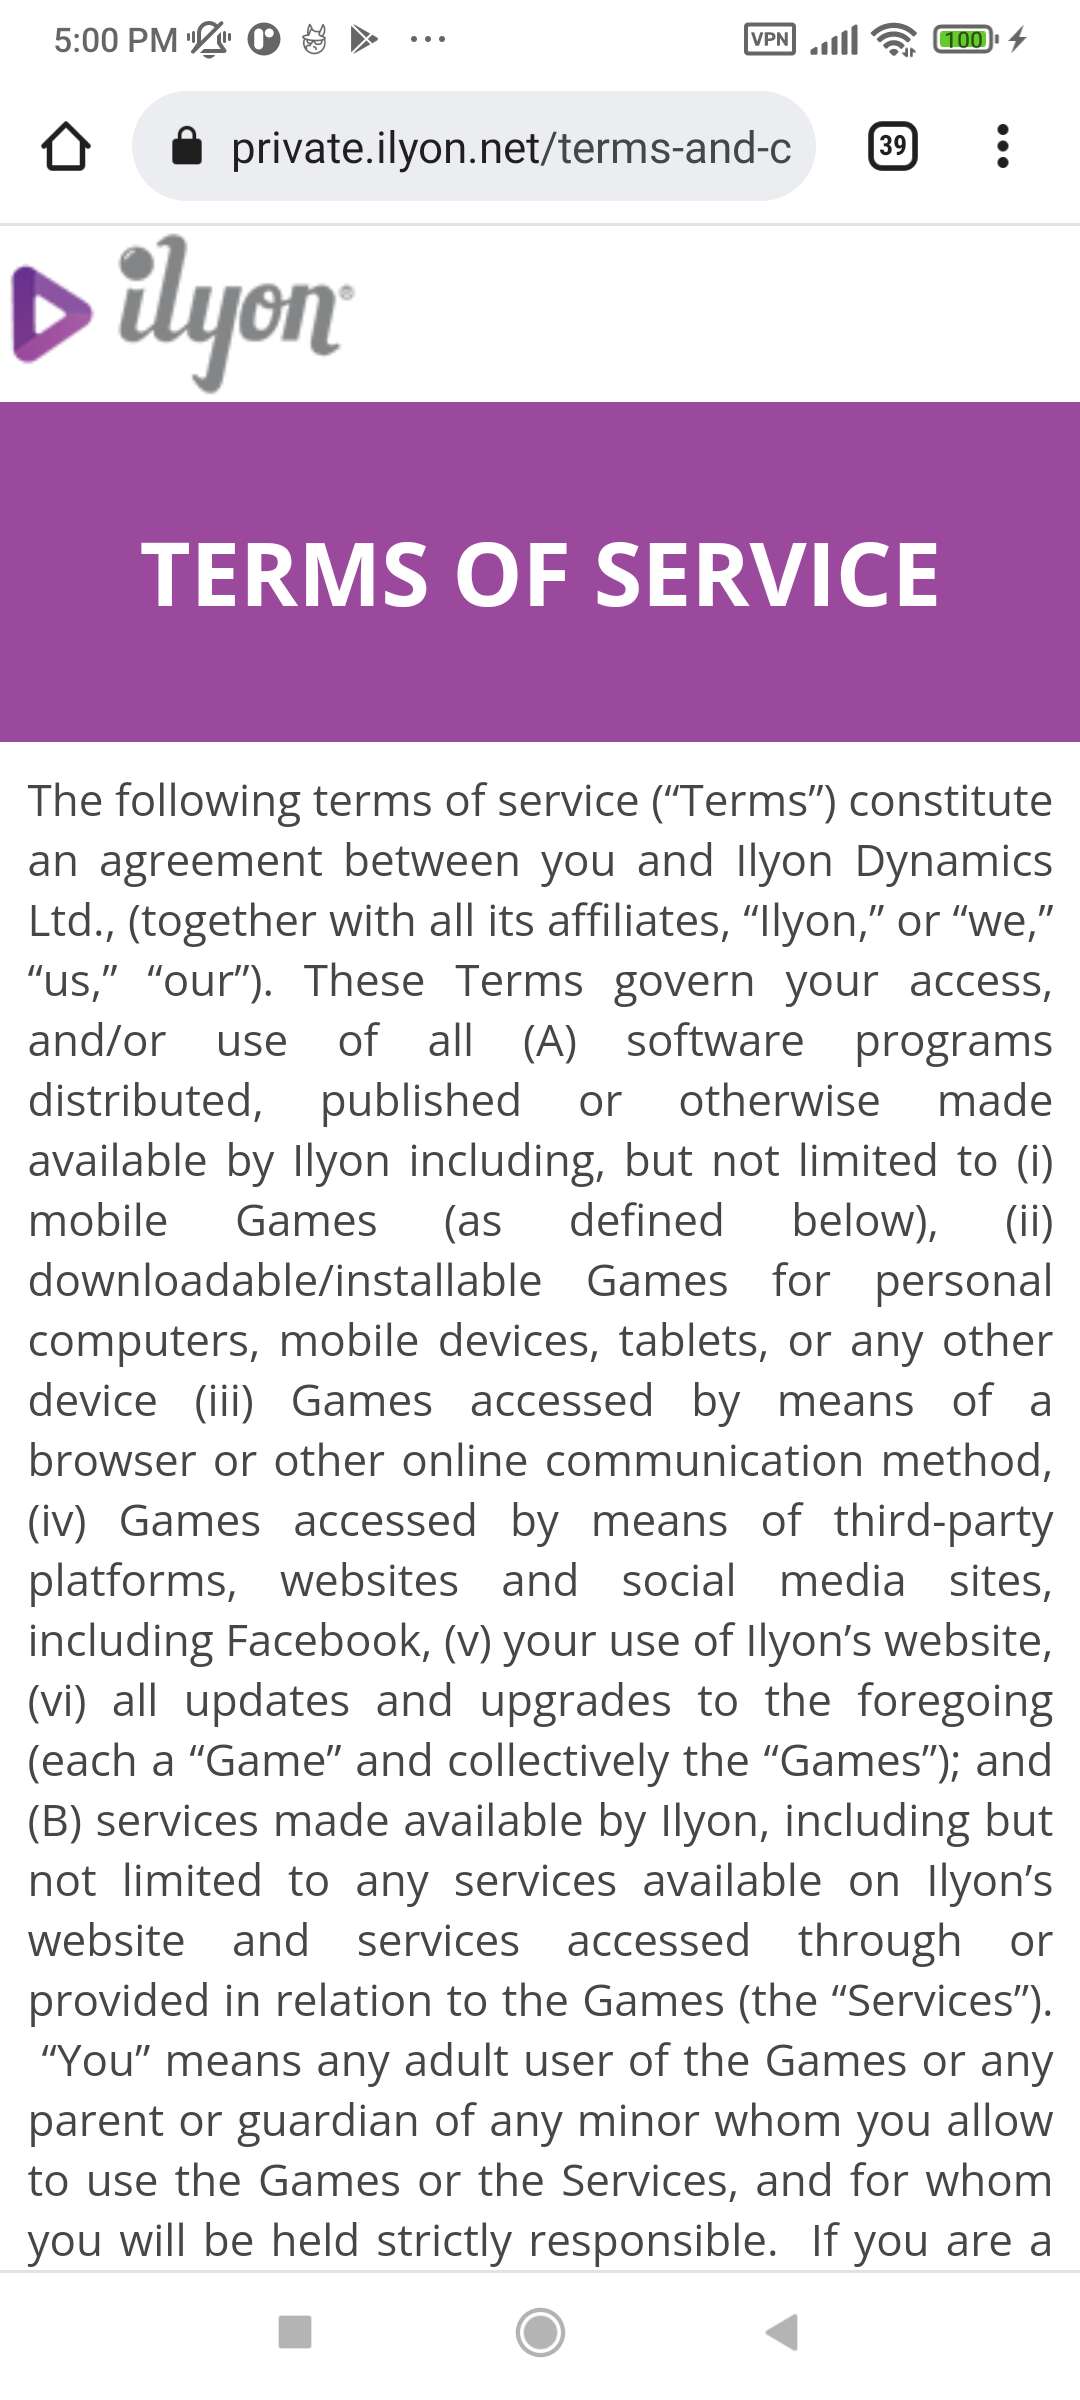 5:00 PM
VPN
100
private.ilyon.net/terms-and-c
39
ilyon®
TERMS OF SERVICE
The following terms of service (“Terms”) constitute
an agreement between you and Ilyon Dynamics
Ltd., (together with all its affiliates, “Ilyon,” or “we,”
“us,” “our”). These Terms govern your access,
and/or use of all (A) software programs
distributed, published or otherwise made
available by Ilyon including, but not limited to (i)
mobile Games (as defined below), (ii)
downloadable/installable Games for personal
computers, mobile devices, tablets, or any other
device (iii) Games accessed by means of a
browser or other online communication method,
(iv) Games accessed by means of third-party
platforms, websites and social media sites,
including Facebook, (v) your use of Ilyon’s website,
(vi) all updates and upgrades to the foregoing
(each a “Game” and collectively the “Games”); and
(B) services made available by Ilyon, including but
not limited to any services available on Ilyon’s
website and services accessed through or
provided in relation to the Games (the “Services”).
“You” means any adult user of the Games or any
parent or guardian of any minor whom you allow
to use the Games or the Services, and for whom
you will be held strictly responsible. If you are a